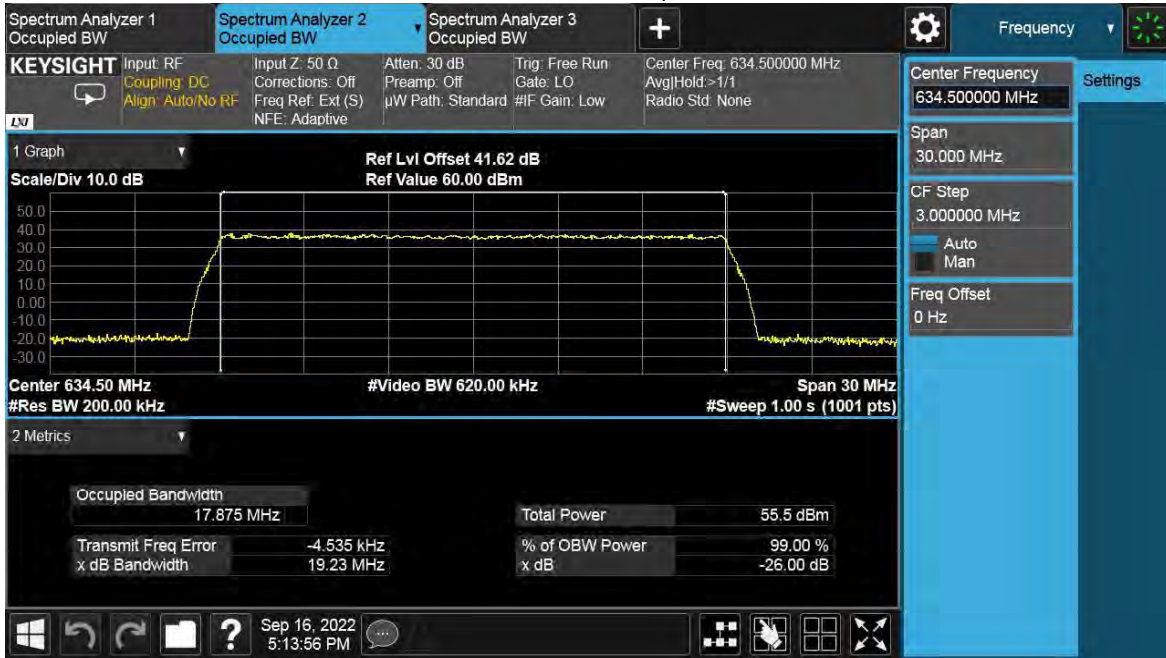 Spectrum Analyzer 1
Occupied BW
Spectrum Analyzer 2
Occupied BW
Spectrum Analyzer 3
Occupied BW
+
Frequency
KEYSIGHT
LXI
Input: RF
Coupling: DC
Align: Auto/No RF
Input Z: 50 Ω
Corrections: Off
Freq Ref: Ext (S)
NFE: Adaptive
Atten: 30 dB
Preamp: Off
µW Path: Standard
Trig: Free Run
Gate: LO
#IF Gain: Low
Center Freq: 634.500000 MHz
Avg|Hold:>1/1
Radio Std: None
1 Graph
Scale/Div 10.0 dB
Ref Lvl Offset 41.62 dB
Ref Value 60.00 dBm
50.0
40.0
30.0
20.0
10.0
0.00
-10.0
-20.0
-30.0
Center 634.50 MHz
#Res BW 200.00 kHz
#Video BW 620.00 kHz
Span 30 MHz
#Sweep 1.00 s (1001 pts)
2 Metrics
Occupied Bandwidth
17.875 MHz
Transmit Freq Error -4.535 kHz
x dB Bandwidth 19.23 MHz
Total Power 55.5 dBm
% of OBW Power 99.00 %
x dB -26.00 dB
Center Frequency
634.500000 MHz
Span
30.000 MHz
CF Step
3.000000 MHz
Auto
Man
Freq Offset
0 Hz
Settings
?
Sep 16, 2022
5:13:56 PM